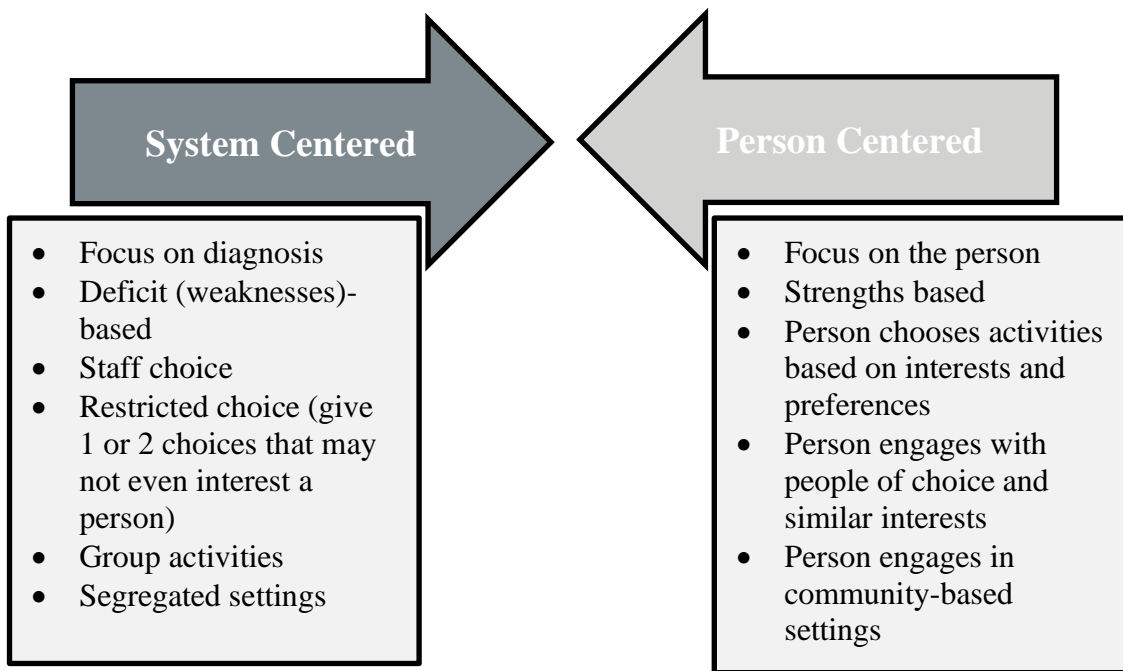 System Centered
• Focus on diagnosis
• Deficit (weaknesses)-
based
• Staff choice
• Restricted choice (give
1 or 2 choices that may
not even interest a
person)
• Group activities
• Segregated settings
Person Centered
• Focus on the person
• Strengths based
• Person chooses activities
based on interests and
preferences
• Person engages with
people of choice and
similar interests
• Person engages in
community-based
settings